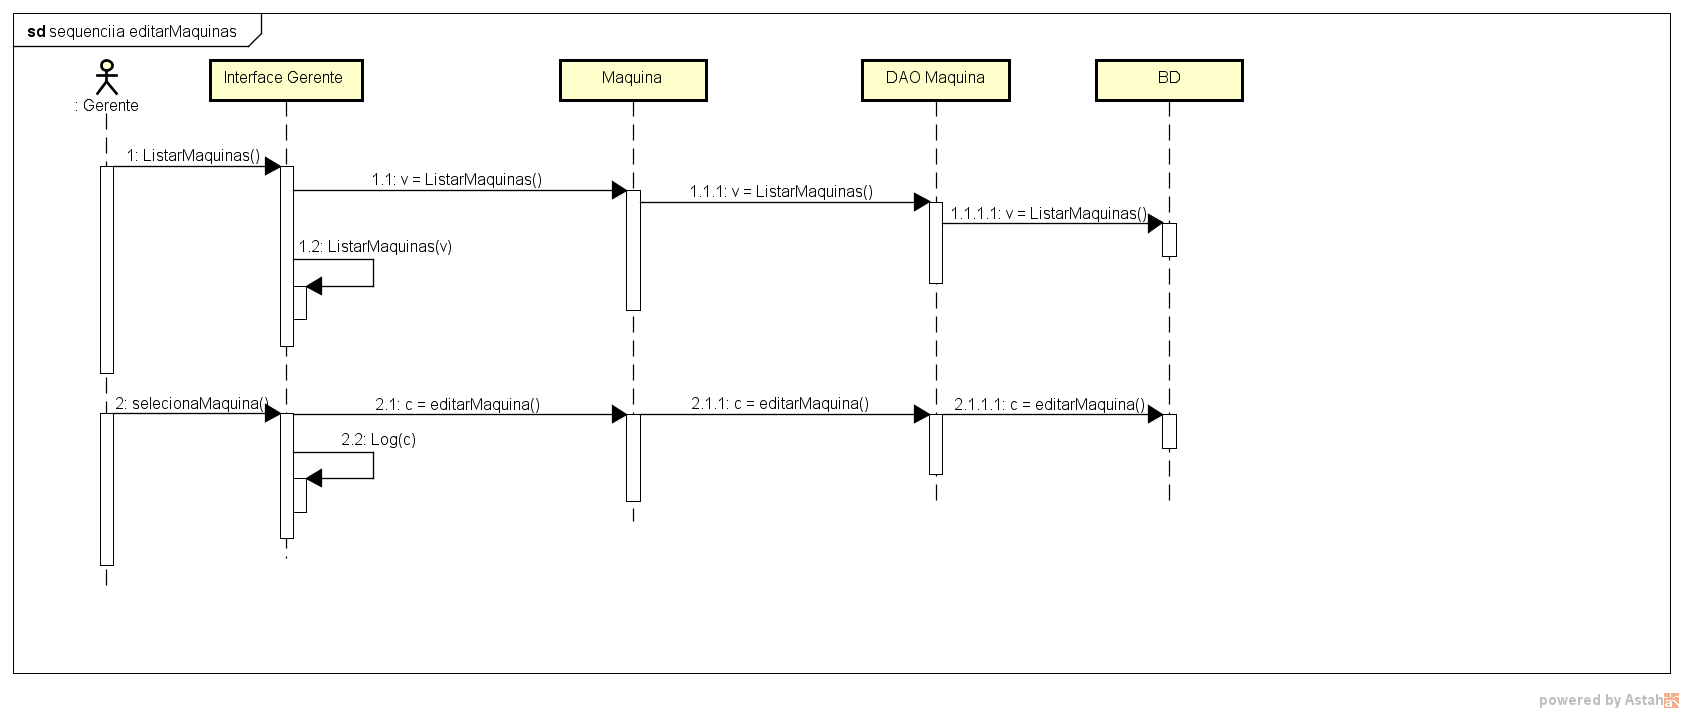 sd sequenciia editarMaquinas
: Gerente
Interface Gerente
Maquina
DAO Maquina
BD
1: ListarMaquinas()
1.1: v = ListarMaquinas()
1.1.1: v = ListarMaquinas()
1.1.1.1: v = ListarMaquinas()
1.2: ListarMaquinas(v)
2: selecionaMaquina()
2.1: c = editarMaquina()
2.1.1: c = editarMaquina()
2.1.1.1: c = editarMaquina()
2.2: Log(c)
powered by Astah